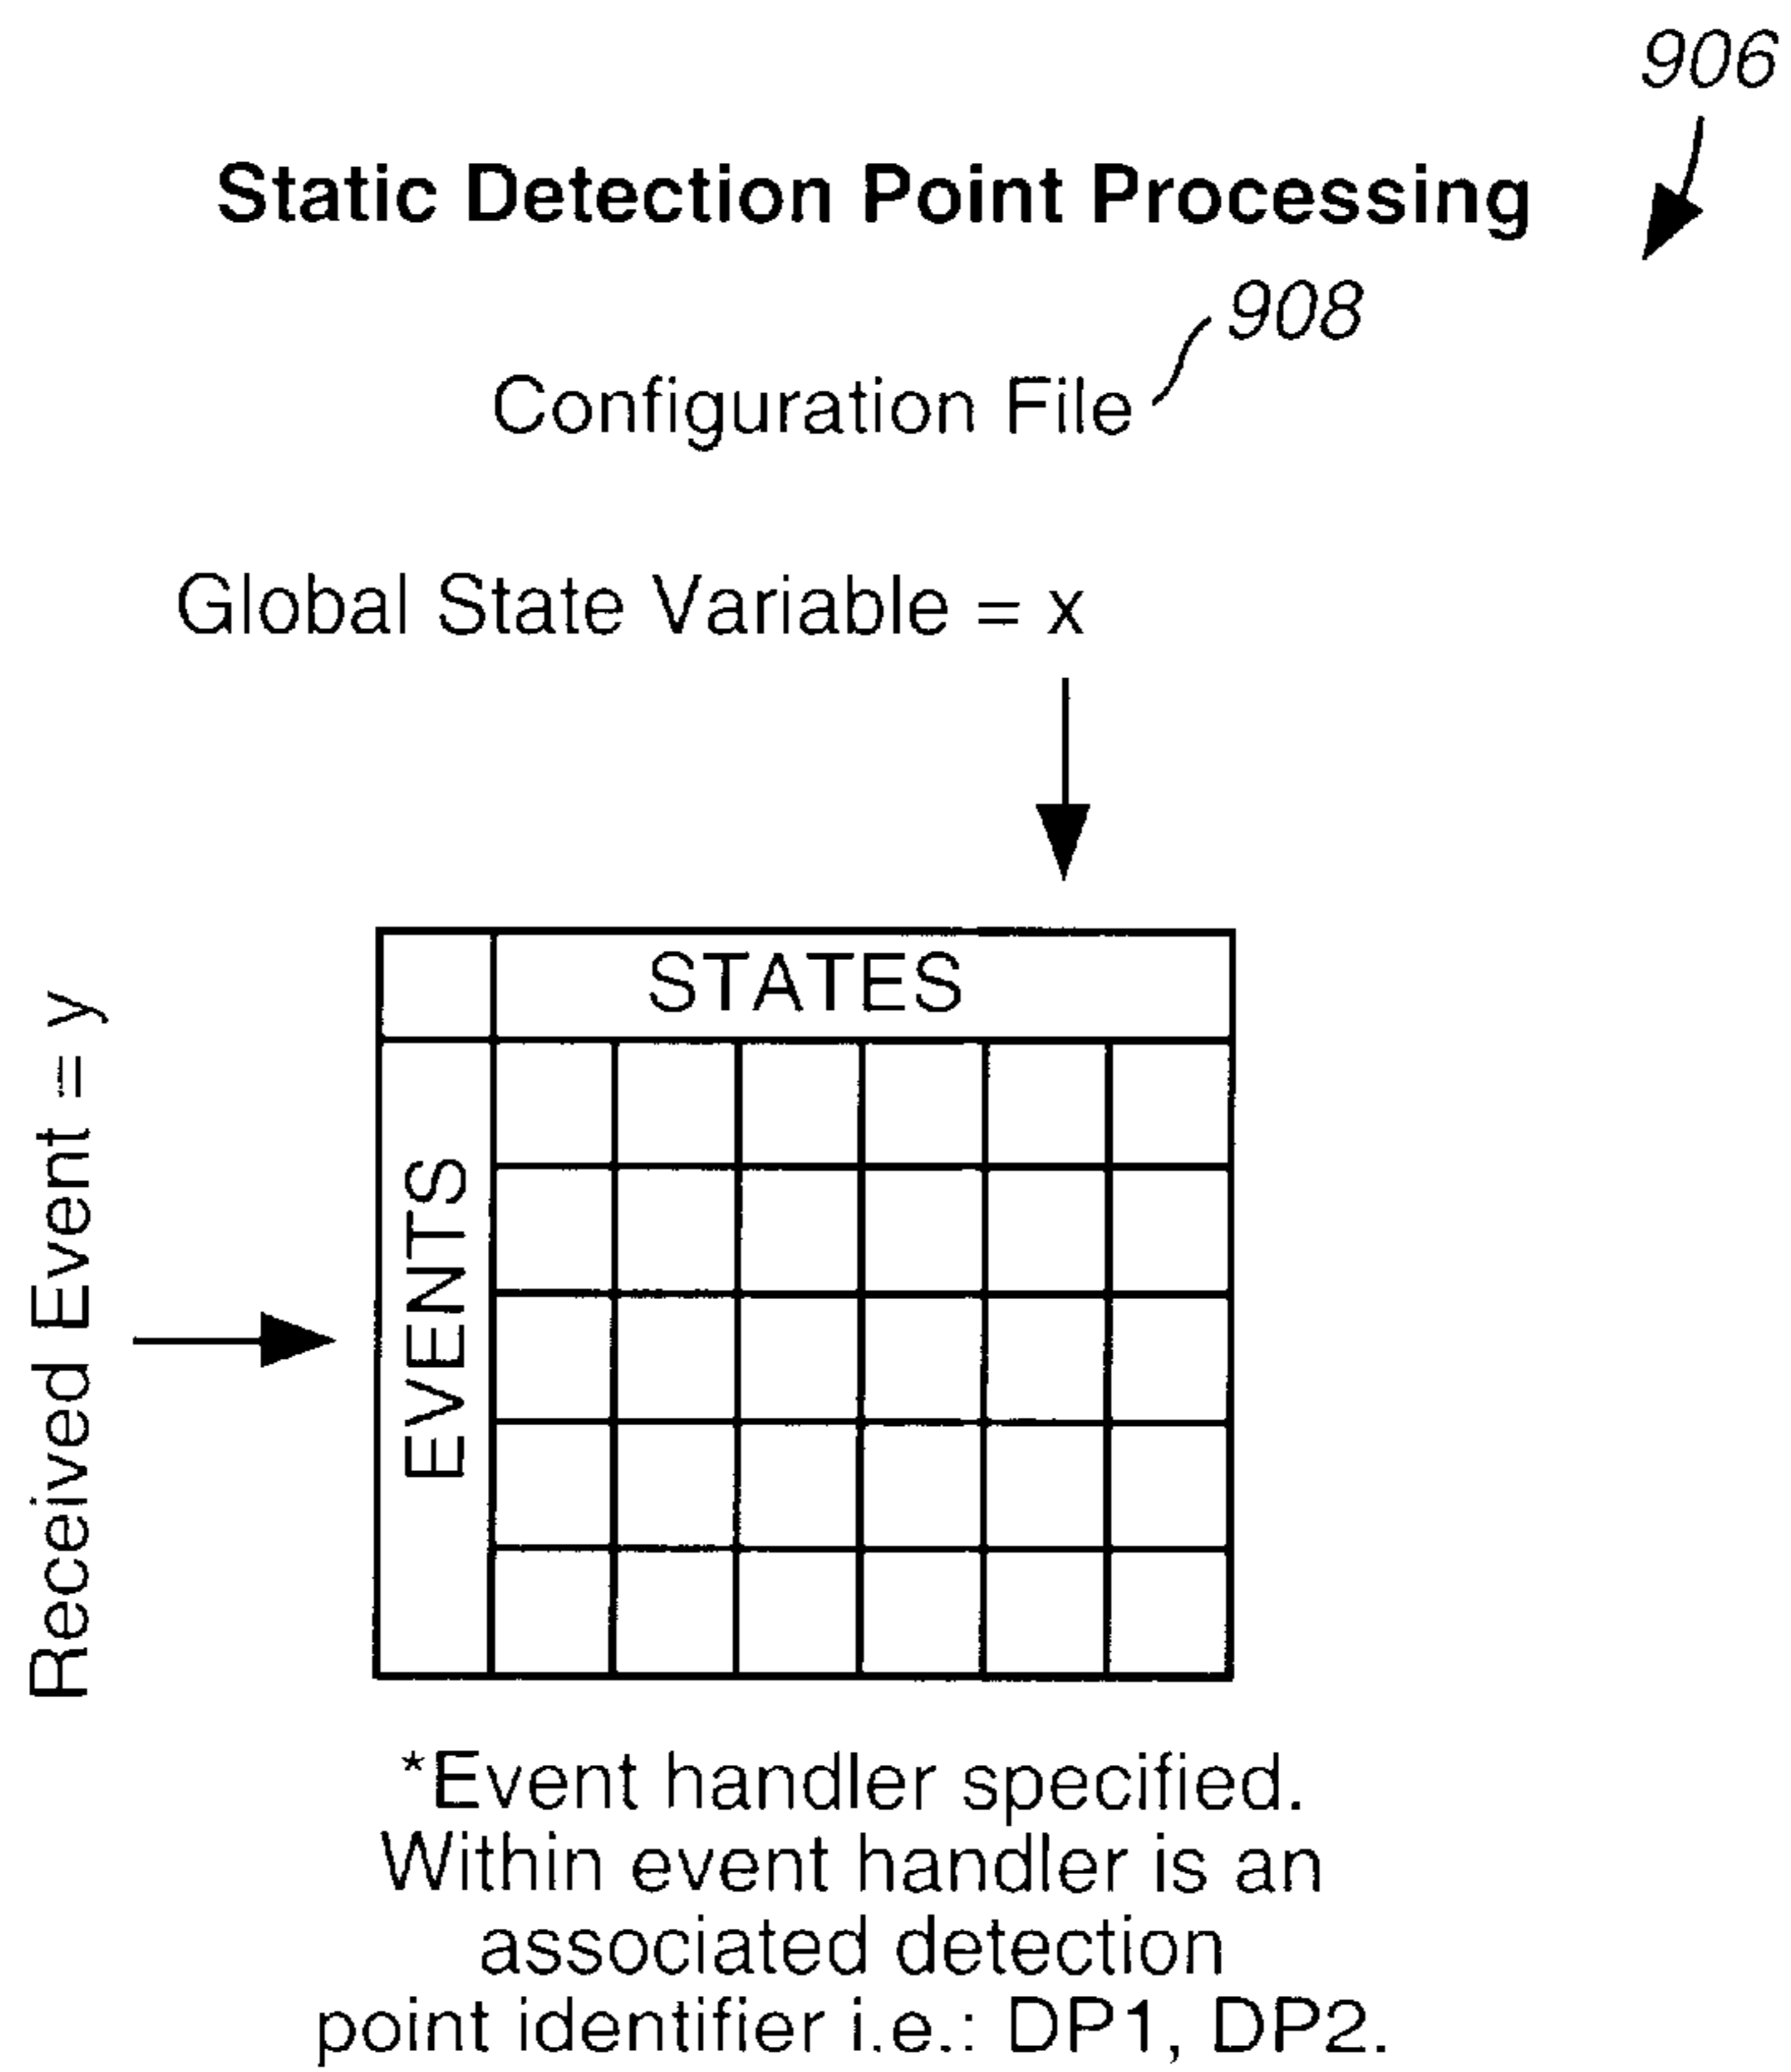 906
Static Detection Point Processing
908
Configuration File
Global State Variable = x
STATES
EVENTS
Received Event = y
*Event handler specified.
Within event handler is an
associated detection
point identifier i.e.: DP1, DP2.